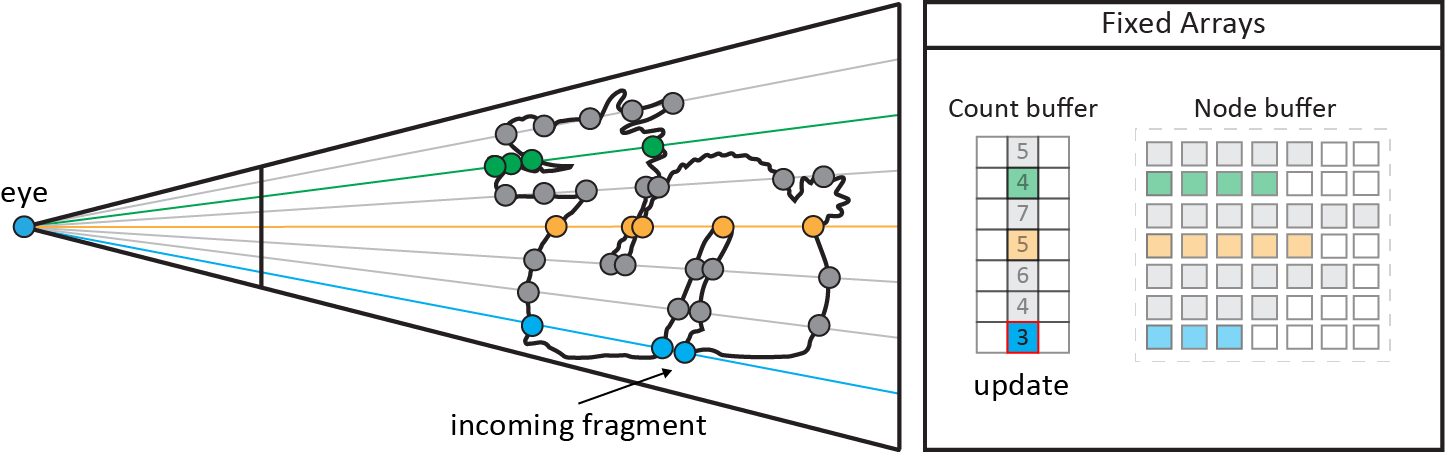 eye
incoming fragment
Fixed Arrays
Count buffer
Node buffer
5
4
7
5
6
4
3
update